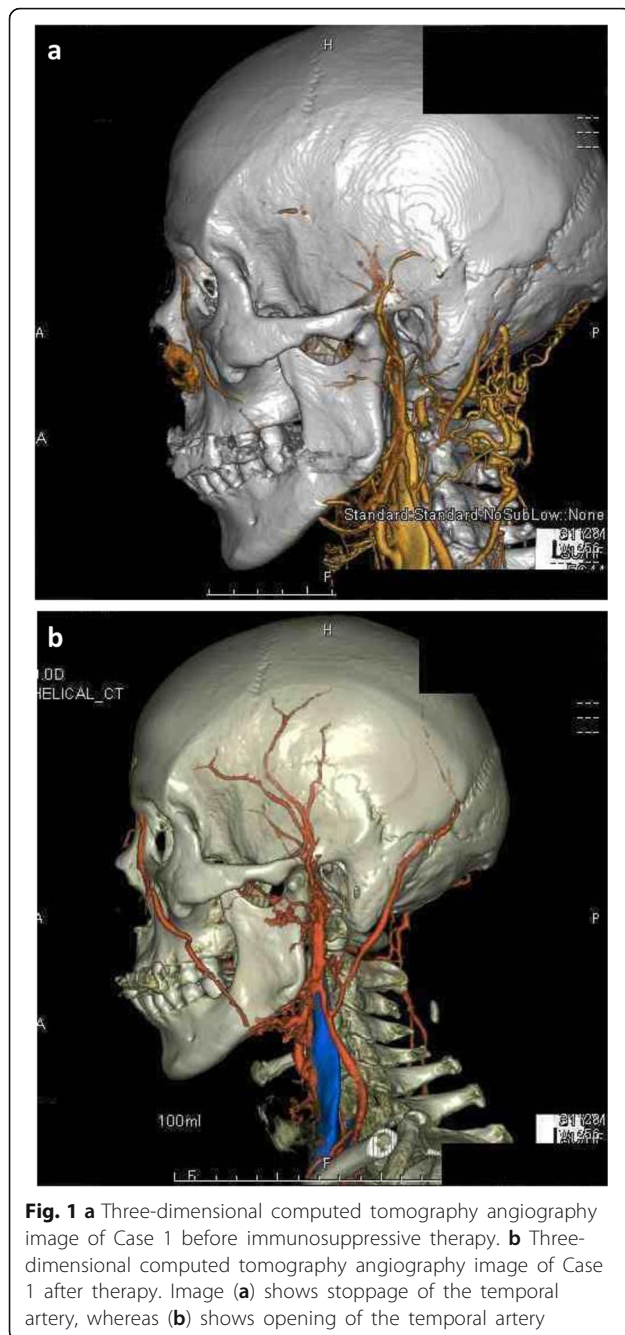 a
H
A
P
A
Standard.Standard.NoSubLow::None
F
b
H
HELICAL_CT
A
P
A
100ml
F
Fig. 1 a Three-dimensional computed tomography angiography
image of Case 1 before immunosuppressive therapy. b Three-
dimensional computed tomography angiography image of Case
1 after therapy. Image (a) shows stoppage of the temporal
artery, whereas (b) shows opening of the temporal artery